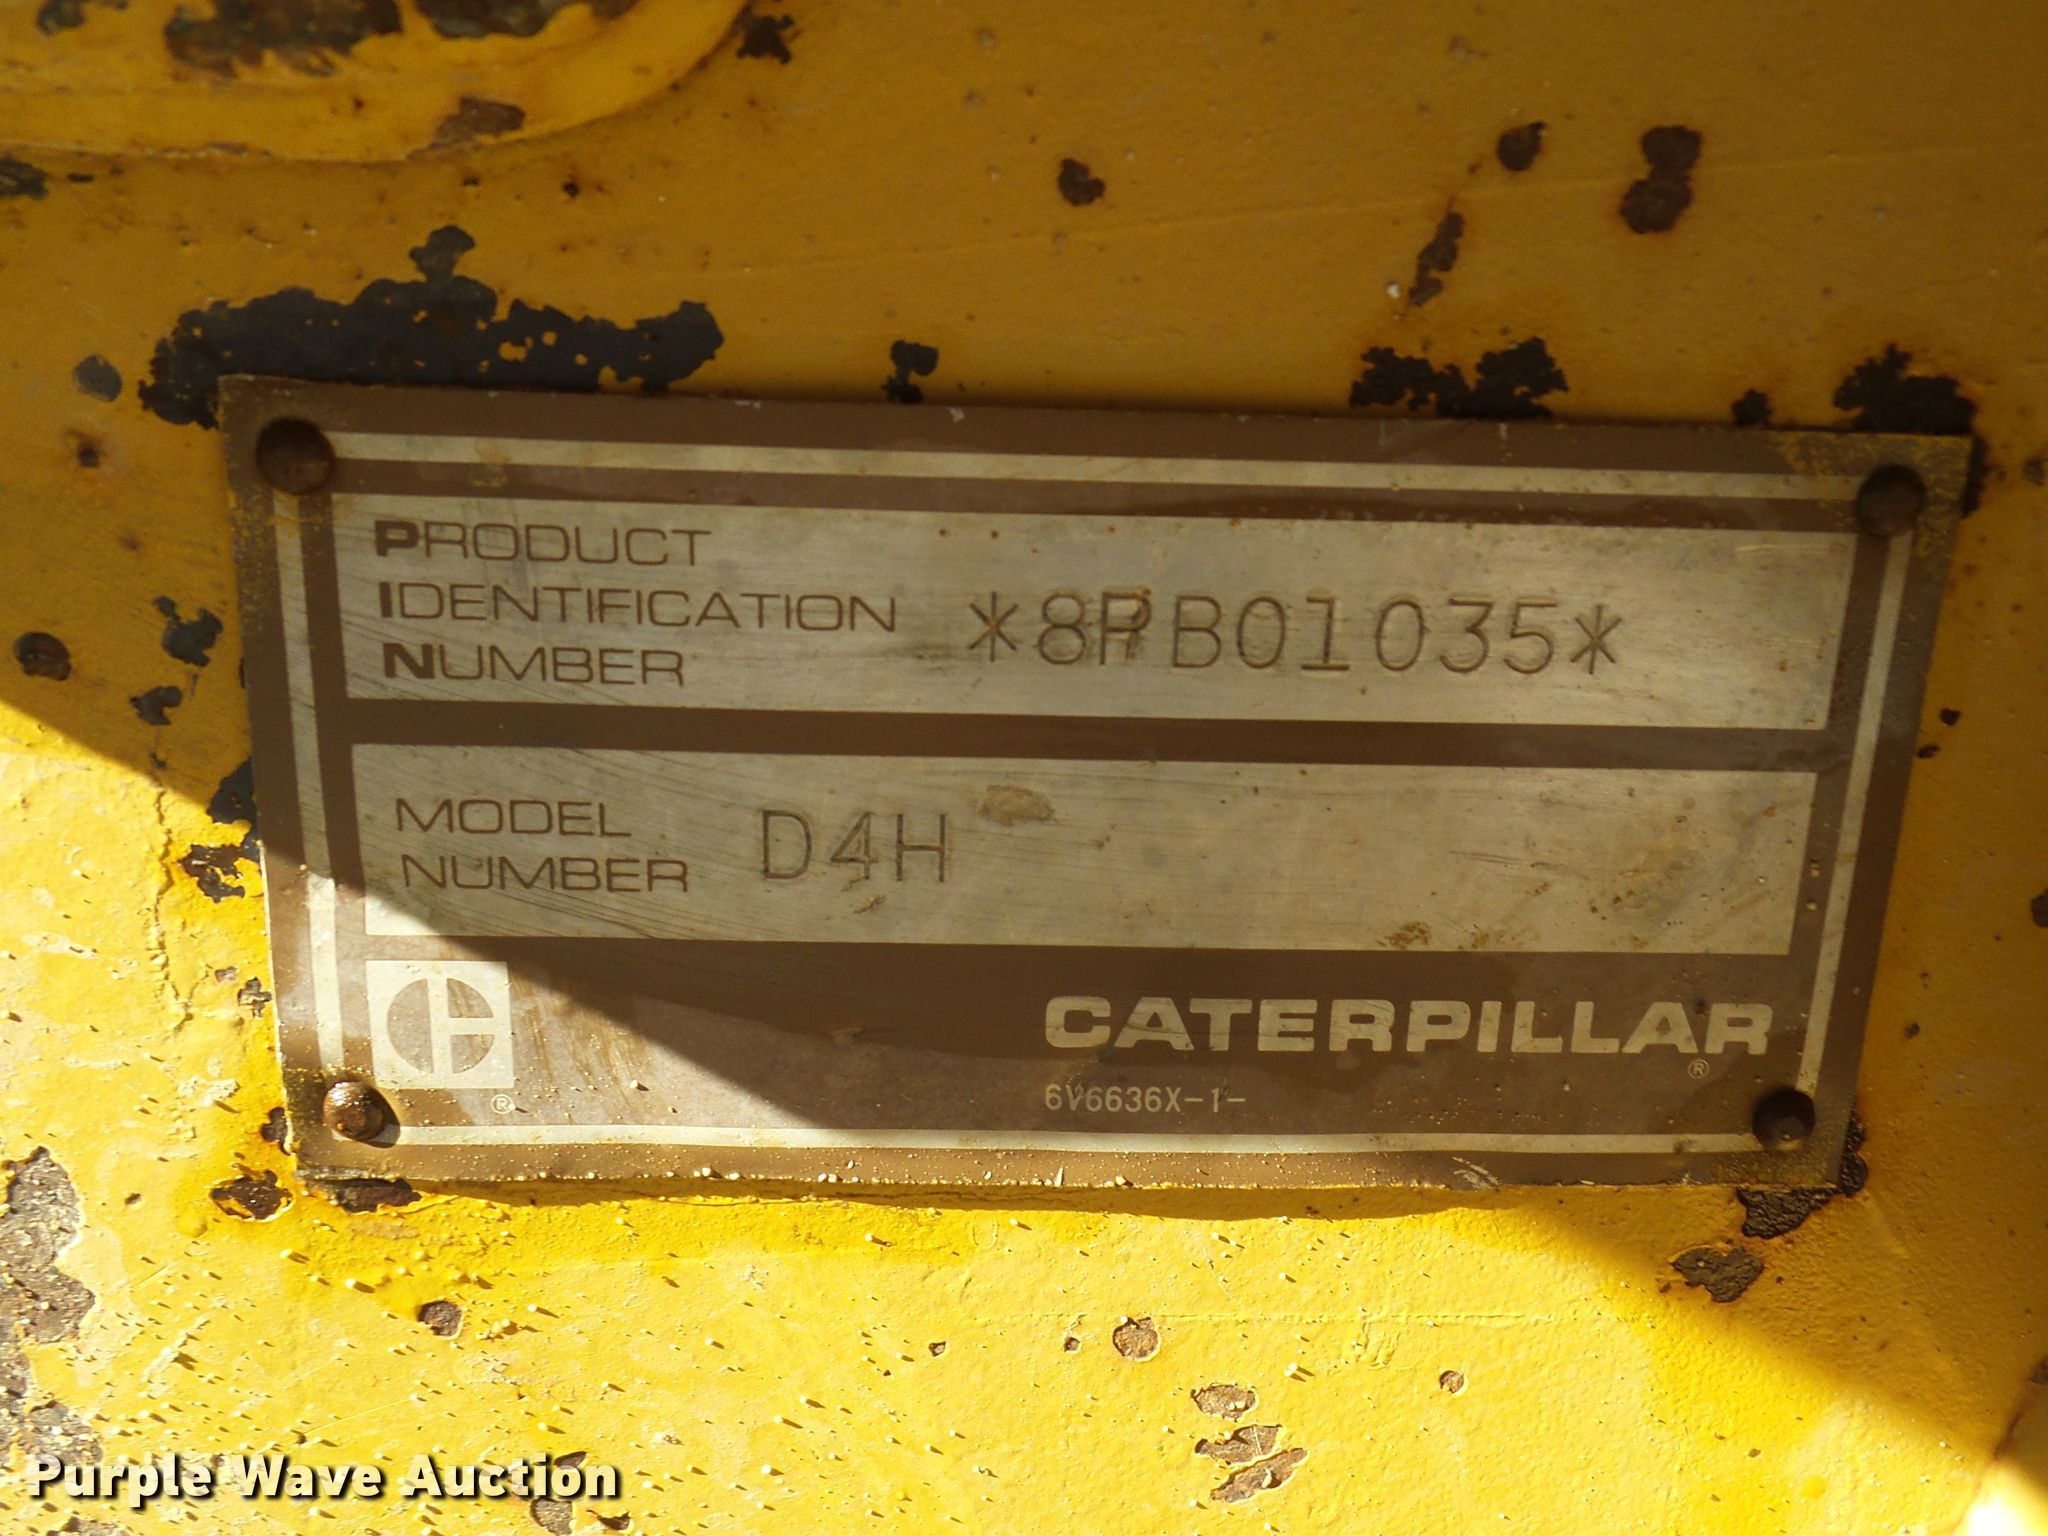 PRODUCT
IDENTIFICATION
NUMBER
*8PB01035*
MODEL
NUMBER
D4H
CATERPILLAR
®
®
6V6636X-1-
Purple Wave Auction